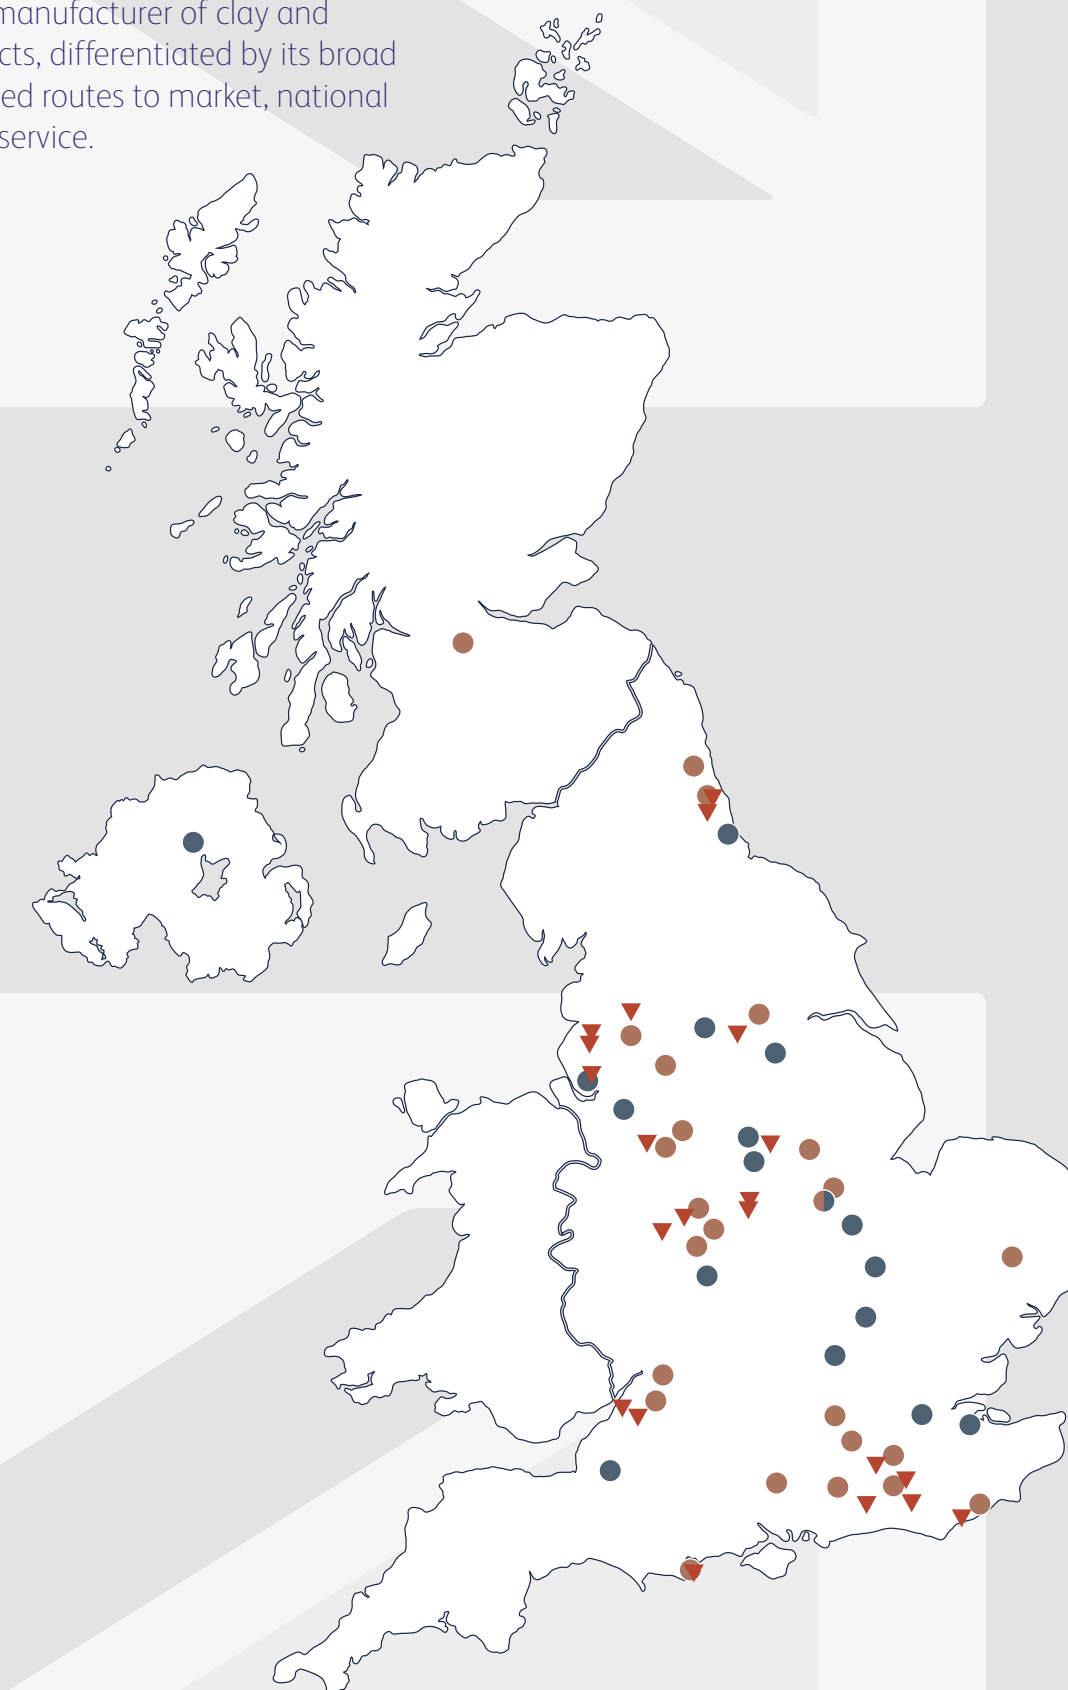 manufacturer of clay and
cts, differentiated by its broad
ed routes to market, national
service.